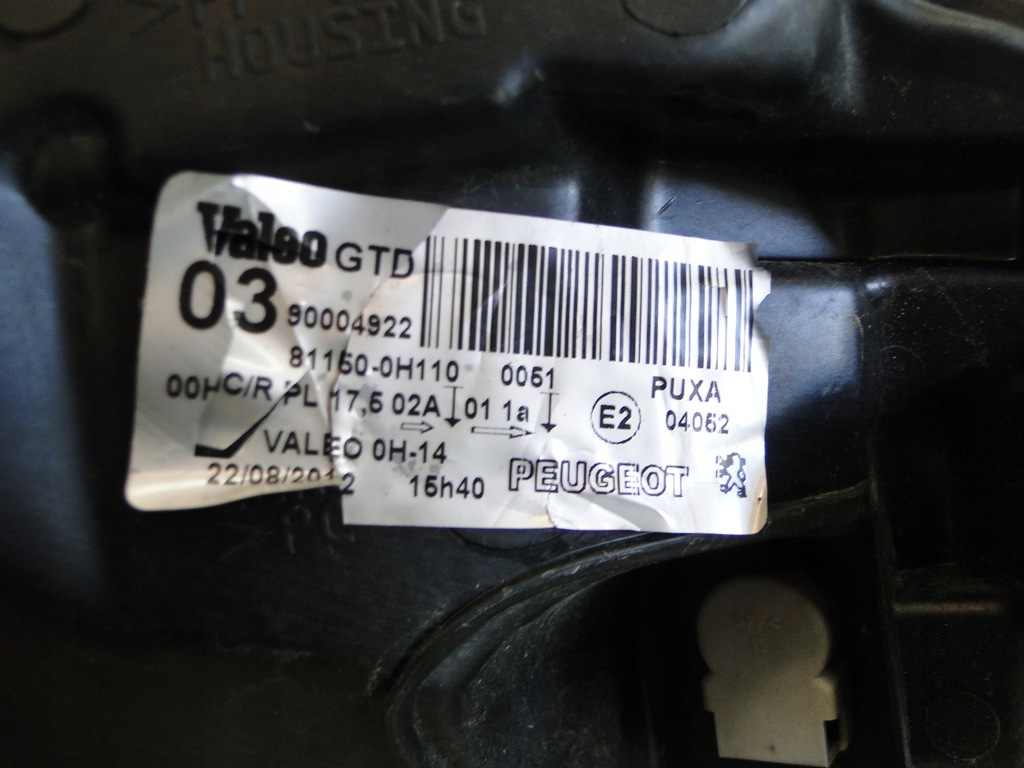 HOUSING
Valeo GTD
03 90004922
81150-0H110 0051 PUXA
00HC/R PL 17,5 02A 01 1a E2 04052
VALEO 0H-14
22/08/2012 15h40 PEUGEOT